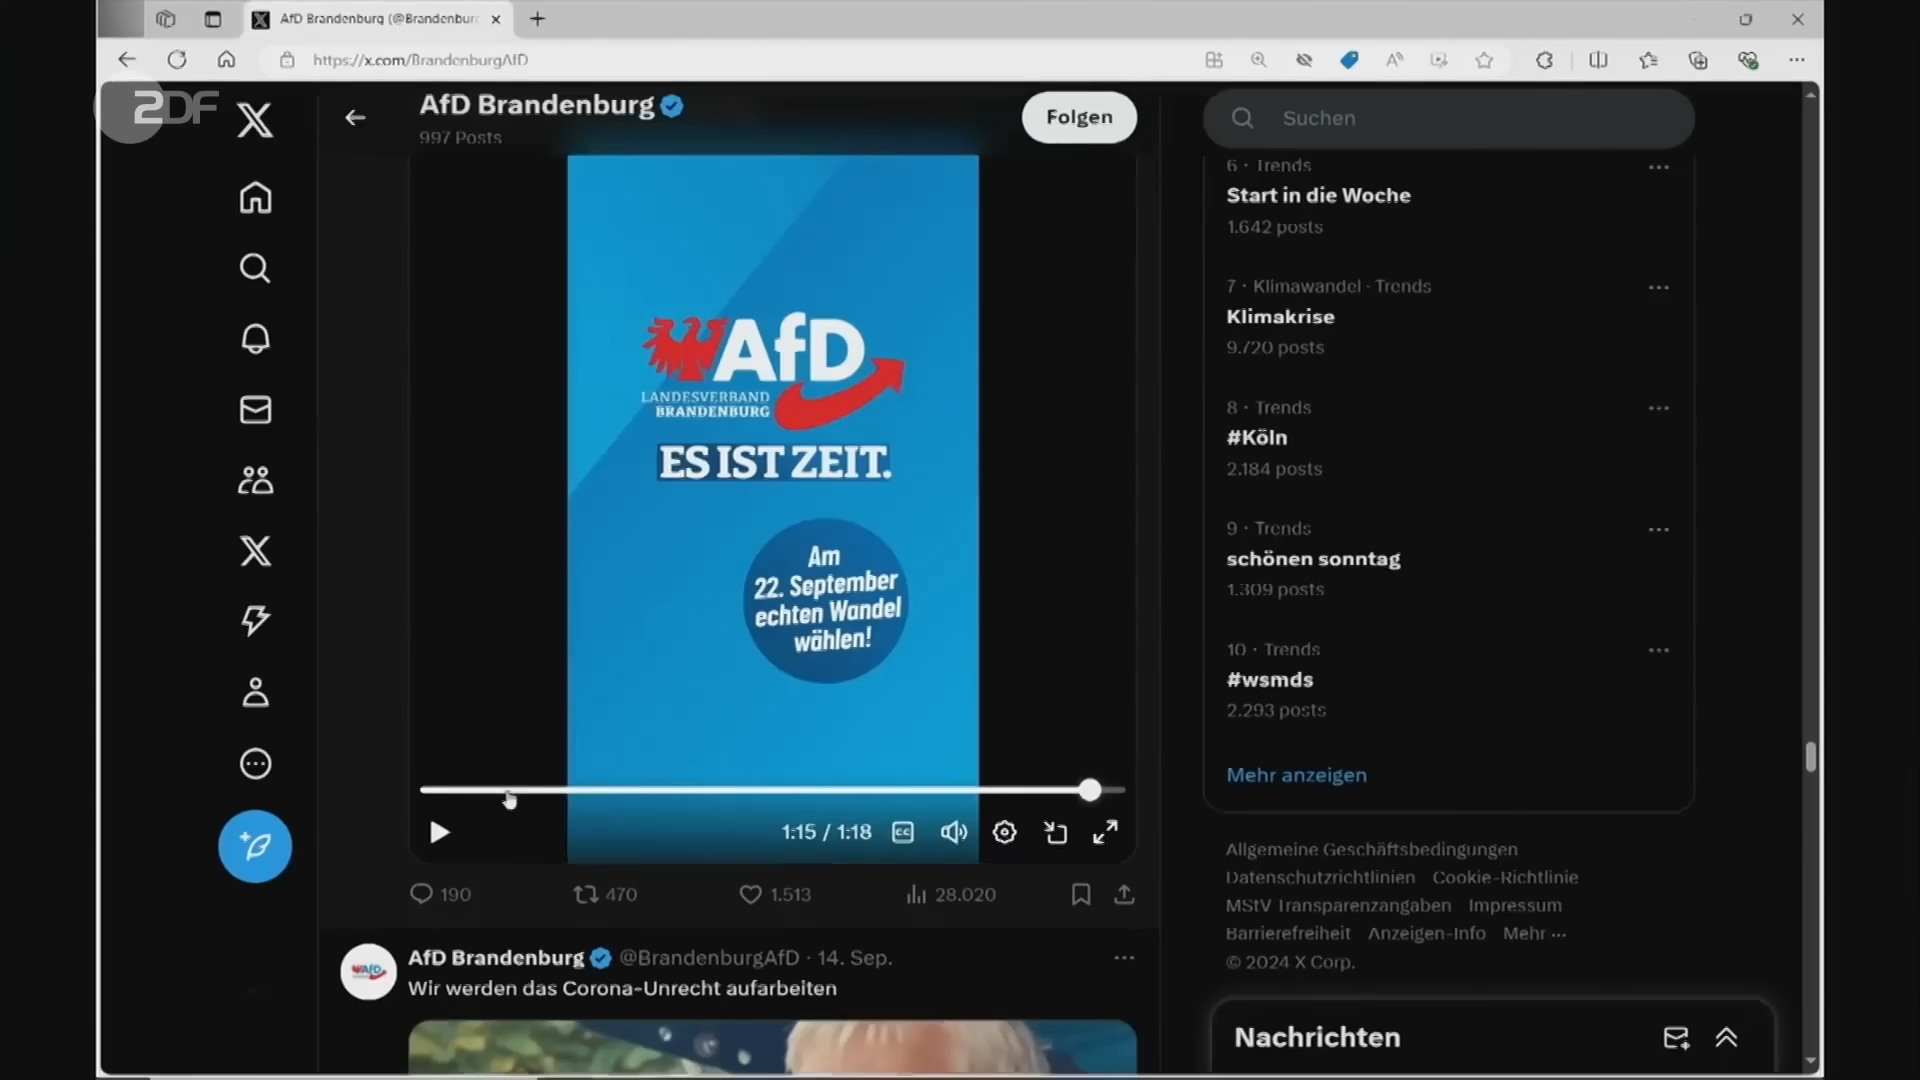 AfD Brandenburg (@Brandenbur
https://x.com/BrandenburgAfD
ZDF
AfD Brandenburg
997 Posts
Folgen
AfD
LANDESVERBAND
BRANDENBURG
ES IST ZEIT.
Am
22. September
echten Wandel
wählen!
1:15 / 1:18
CC
190
470
1.513
28.020
AfD Brandenburg @BrandenburgAfD · 14. Sep.
AfD
Wir werden das Corona-Unrecht aufarbeiten
Suchen
6 · Trends
Start in die Woche
1.642 posts
7 · Klimawandel · Trends
Klimakrise
9.720 posts
8 · Trends
#Köln
2.184 posts
9 · Trends
schönen sonntag
1.309 posts
10 · Trends
#wsmds
2.293 posts
Mehr anzeigen
Allgemeine Geschäftsbedingungen
Datenschutzrichtlinien Cookie-Richtlinie
MStV Transparenzangaben Impressum
Barrierefreiheit Anzeigen-Info Mehr ···
© 2024 X Corp.
Nachrichten